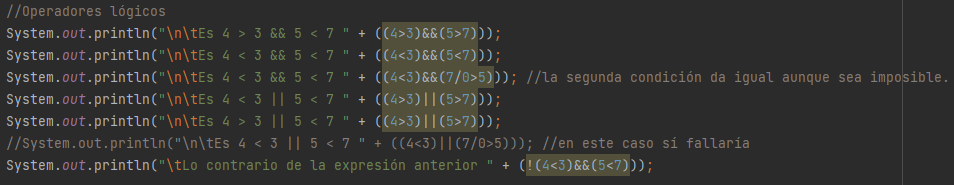 //Operadores lógicos
System.out.println("\n\tEs 4 > 3 && 5 < 7 " + ((4>3)&&(5>7)));
System.out.println("\n\tEs 4 < 3 && 5 < 7 " + ((4<3)&&(5<7)));
System.out.println("\n\tEs 4 < 3 && 5 < 7 " + ((4<3)&&(7/0>5))); //la segunda condición da igual aunque sea imposible.
System.out.println("\n\tEs 4 < 3 || 5 < 7 " + ((4>3)||(5>7)));
System.out.println("\n\tEs 4 > 3 || 5 < 7 " + ((4>3)||(5>7)));
//System.out.println("\n\tEs 4 < 3 || 5 < 7 " + ((4<3)||(7/0>5))); //en este caso sí fallaría
System.out.println("\tLo contrario de la expresión anterior " + (!(4<3)&&(5<7)));